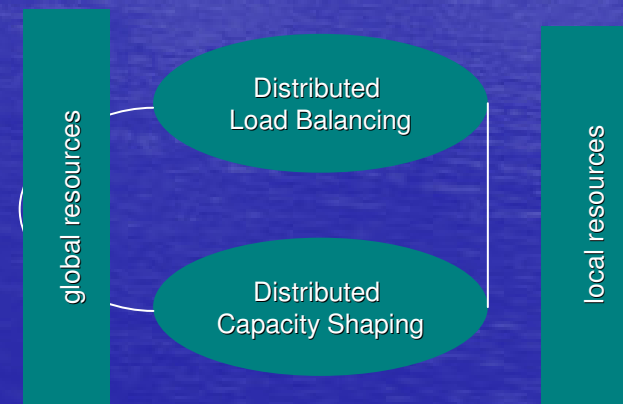 global resources
Distributed
Load Balancing
Distributed
Capacity Shaping
local resources